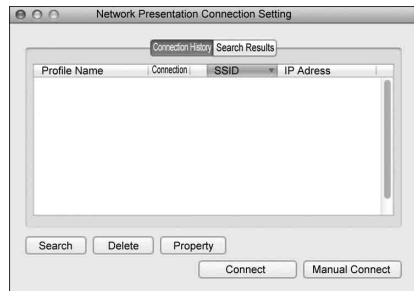 Network Presentation Connection Setting
Connection History Search Results
Profile Name Connection SSID IP Adress
Search Delete Property
Connect Manual Connect